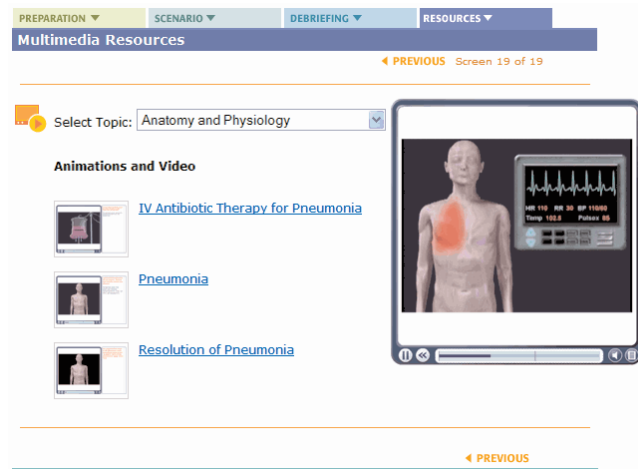 PREPARATION
SCENARIO
DEBRIEFING
RESOURCES
Multimedia Resources
PREVIOUS Screen 19 of 19
Select Topic: Anatomy and Physiology
Animations and Video
IV Antibiotic Therapy for Pneumonia
Pneumonia
Resolution of Pneumonia
HR 110 RR 30 BP 110/60
Temp 102.8 Pulsox 95
PREVIOUS